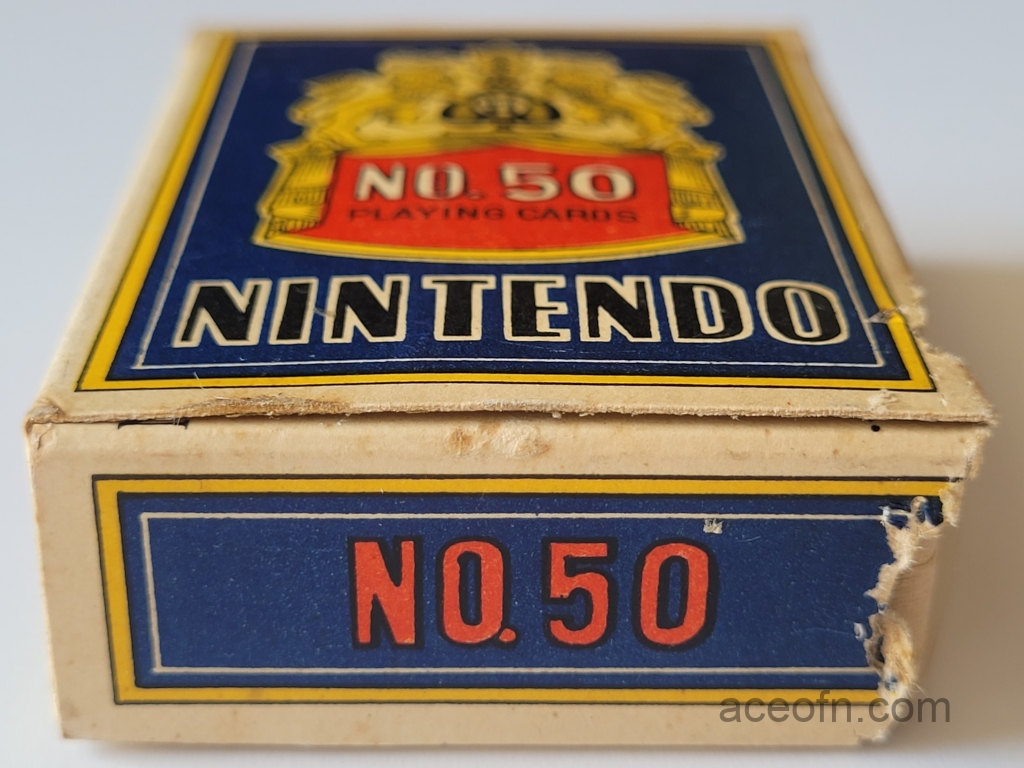 NO. 50
PLAYING CARDS
NINTENDO
NO. 50
aceofn.com